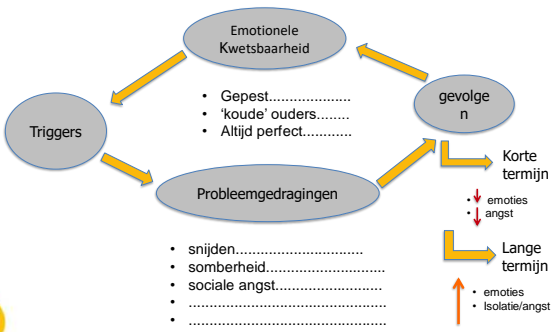 Emotionele
Kwetsbaarheid
• Gepest.....................
• ‘koude’ ouders........
• Altijd perfect............
gevolge
n
Triggers
Korte
termijn
• emoties
• angst
Probleemgedragingen
Lange
termijn
• emoties
• Isolatie/angst
• snijden................................
• somberheid..............................
• sociale angst...........................
• ..................................................
• ..................................................